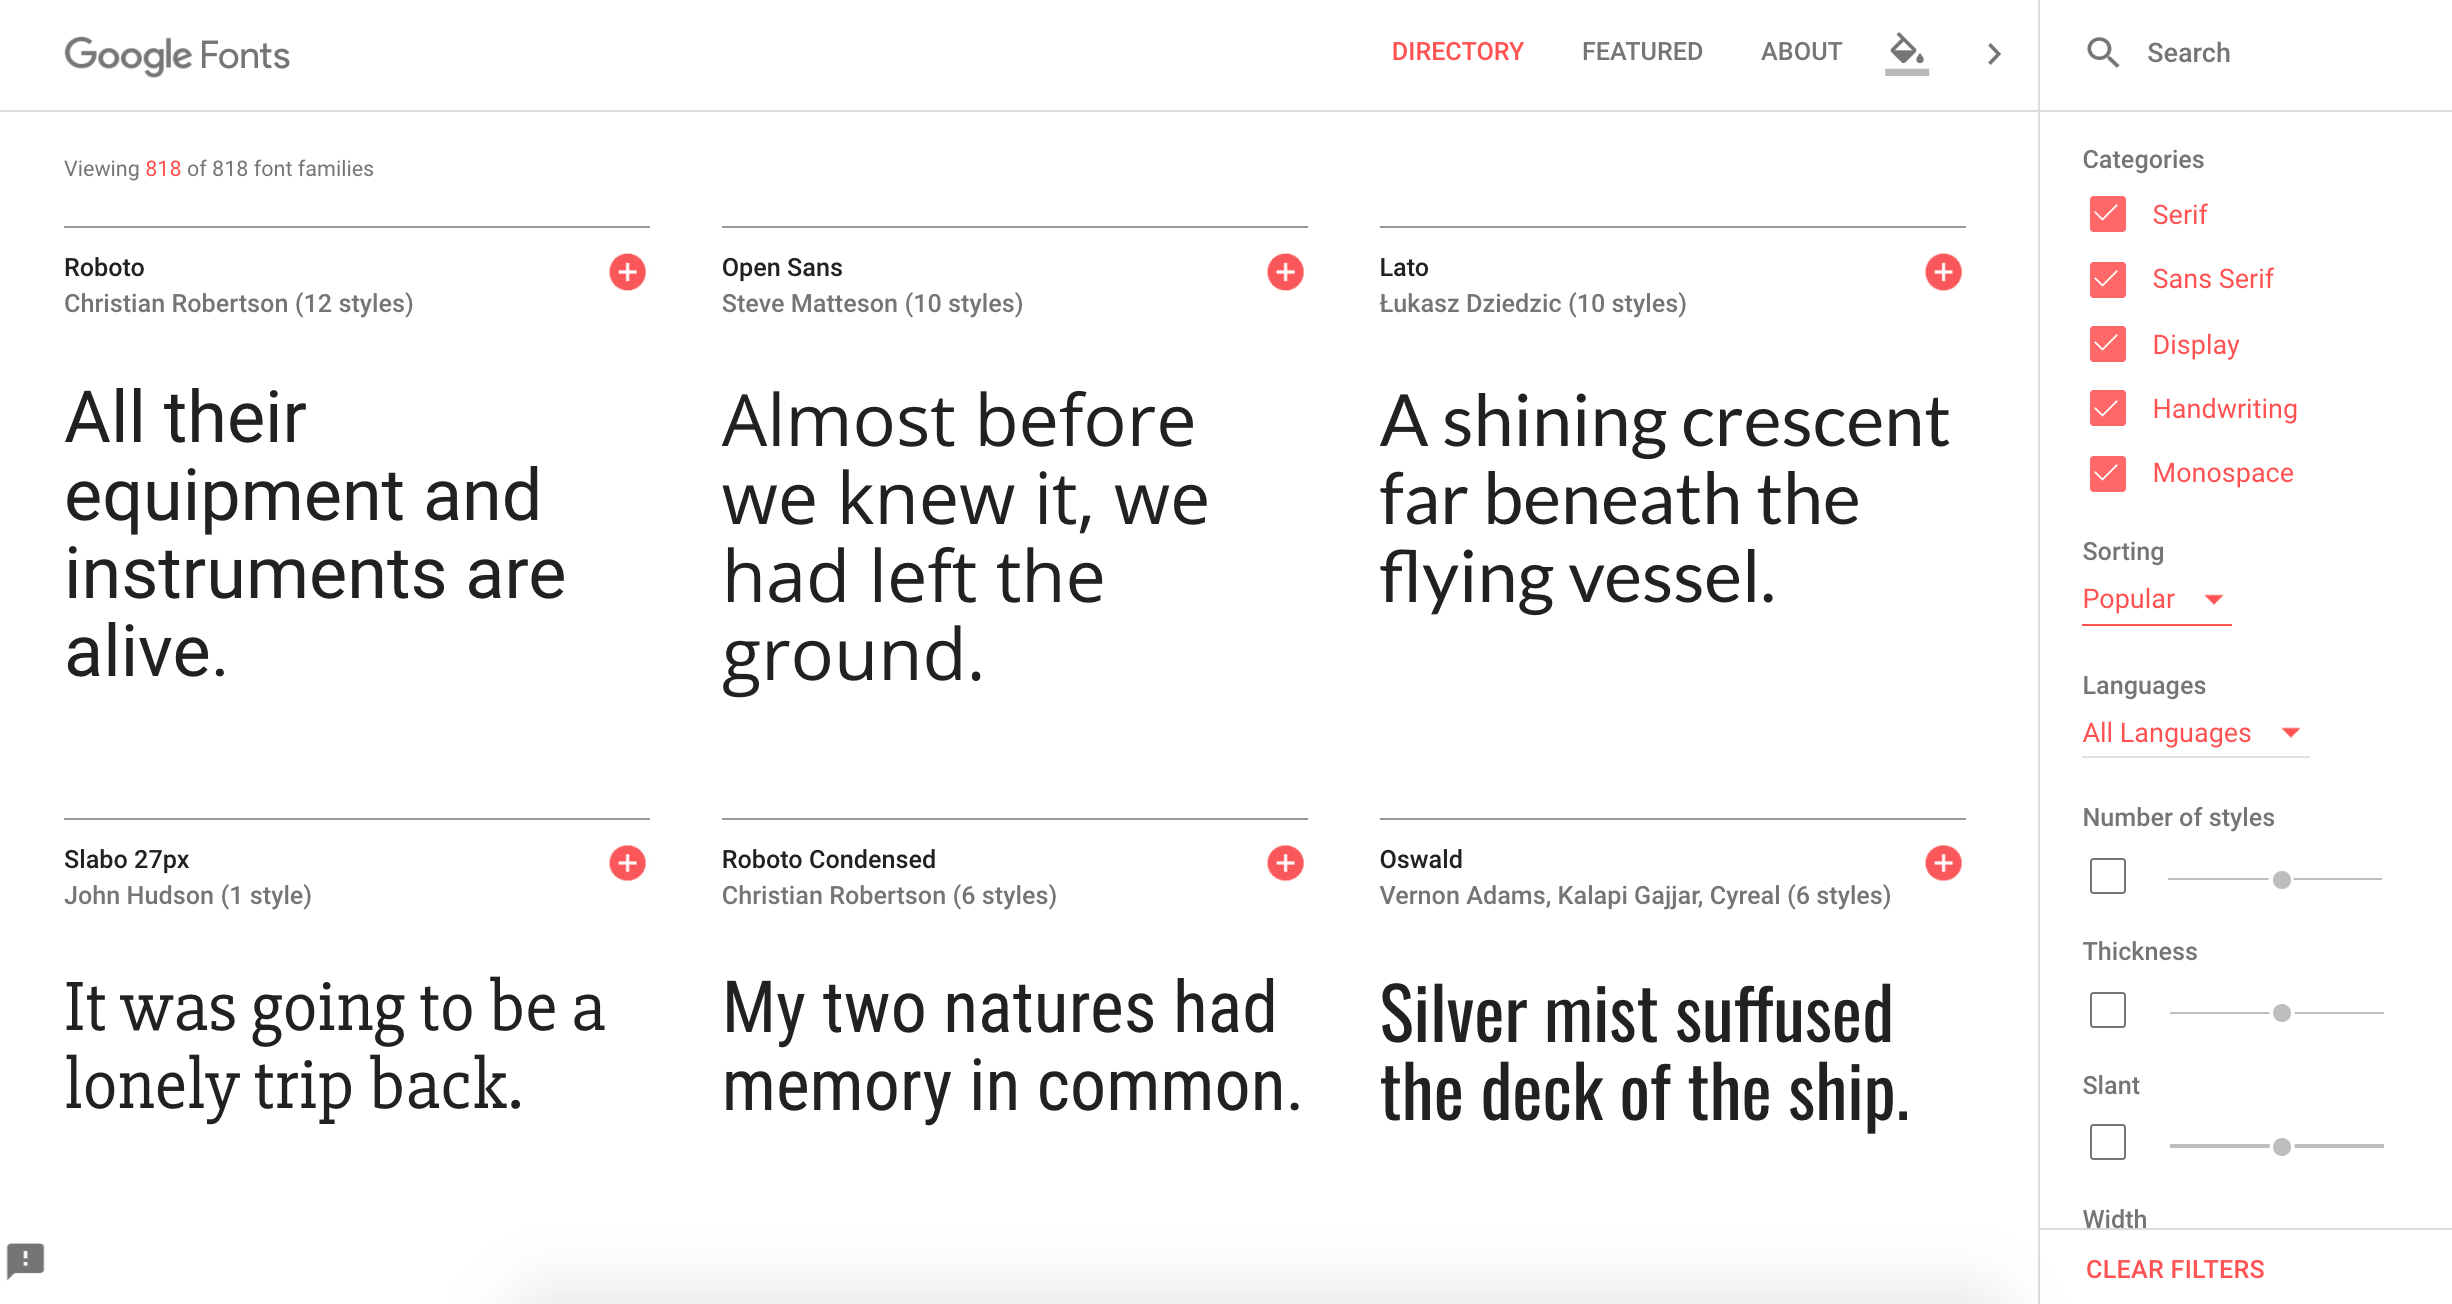 Google Fonts
DIRECTORY
FEATURED
ABOUT
Search
Viewing 818 of 818 font families
Roboto
Christian Robertson (12 styles)
All their
equipment and
instruments are
alive.
Open Sans
Steve Matteson (10 styles)
Almost before
we knew it, we
had left the
ground.
Lato
Łukasz Dziedzic (10 styles)
A shining crescent
far beneath the
flying vessel.
Slabo 27px
John Hudson (1 style)
It was going to be a
lonely trip back.
Roboto Condensed
Christian Robertson (6 styles)
My two natures had
memory in common.
Oswald
Vernon Adams, Kalapi Gajjar, Cyreal (6 styles)
Silver mist suffused
the deck of the ship.
Categories
Serif
Sans Serif
Display
Handwriting
Monospace
Sorting
Popular
Languages
All Languages
Number of styles
Thickness
Slant
Width
CLEAR FILTERS